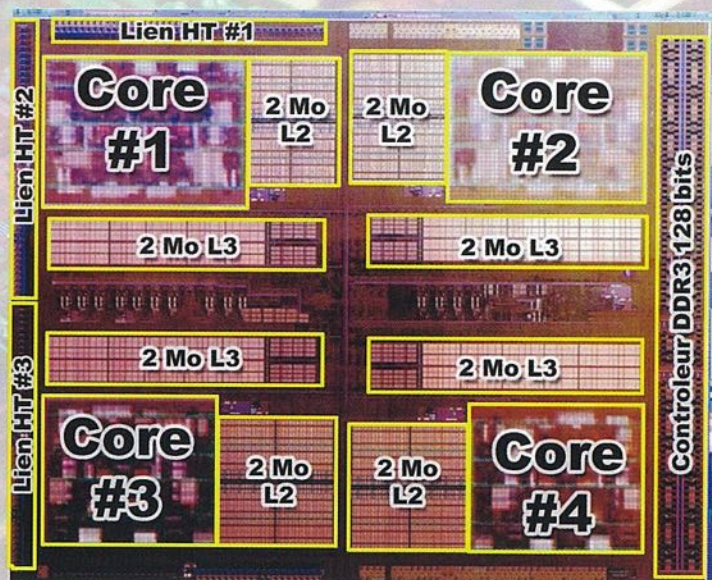 Lien HT #1
Lien HT #2
Core
#1
2 Mo
L2
2 Mo
L2
Core
#2
2 Mo L3
2 Mo L3
Controleur DDR3 128 bits
Lien HT #3
2 Mo L3
2 Mo L3
Core
#3
2 Mo
L2
2 Mo
L2
Core
#4